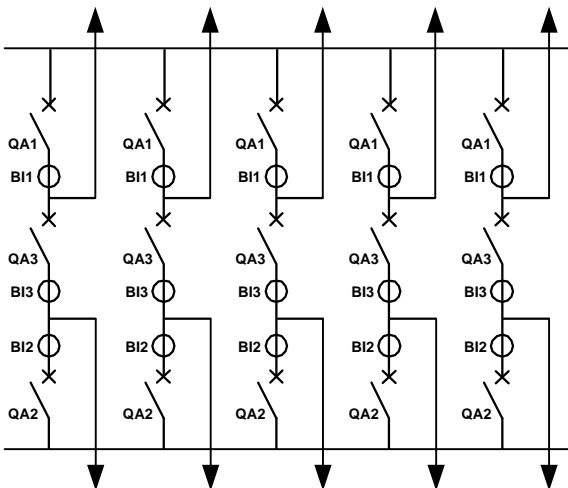 QA1 QA1 QA1 QA1 QA1
BI1 BI1 BI1 BI1 BI1
QA3 QA3 QA3 QA3 QA3
BI3 BI3 BI3 BI3 BI3
BI2 BI2 BI2 BI2 BI2
QA2 QA2 QA2 QA2 QA2